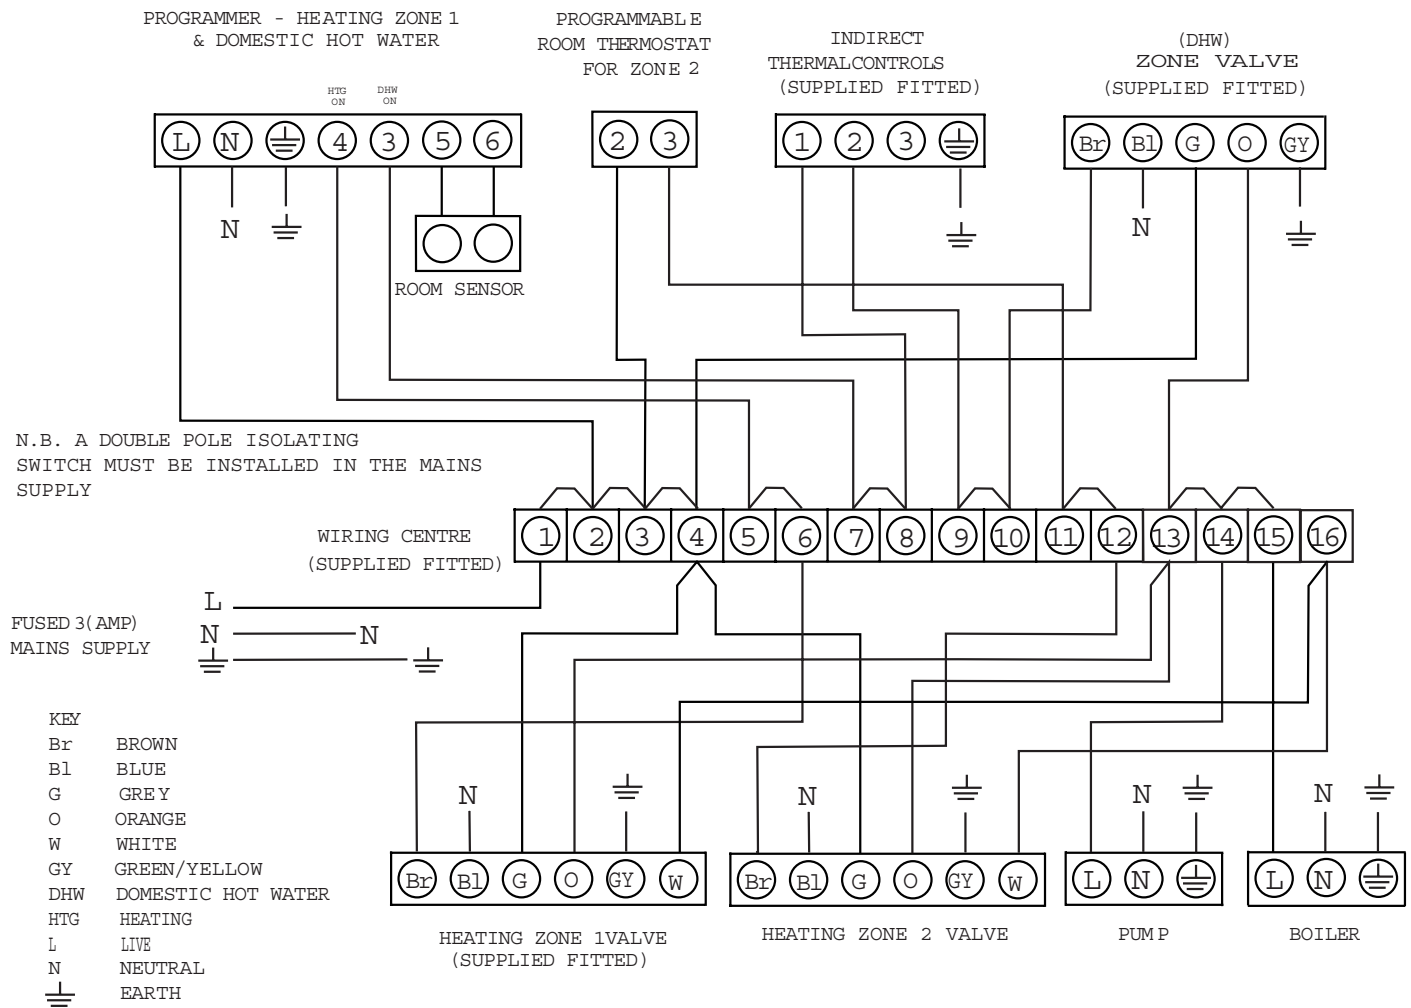 PROGRAMMER - HEATING ZONE 1
& DOMESTIC HOT WATER
PROGRAMMABLE
ROOM THERMOSTAT
FOR ZONE 2
INDIRECT
THERMALCONTROLS
(SUPPLIED FITTED)
(DHW)
ZONE VALVE
(SUPPLIED FITTED)
HTG
ON
DHW
ON
L N 4 3 5 6
2 3
1 2 3
Br Bl G O GY
N
N
ROOM SENSOR
N.B. A DOUBLE POLE ISOLATING
SWITCH MUST BE INSTALLED IN THE MAINS
SUPPLY
WIRING CENTRE
(SUPPLIED FITTED)
1 2 3 4 5 6 7 8 9 10 11 12 13 14 15 16
FUSED 3(AMP)
MAINS SUPPLY
L
N N
KEY
Br BROWN
Bl BLUE
G GREY
O ORANGE
W WHITE
GY GREEN/YELLOW
DHW DOMESTIC HOT WATER
HTG HEATING
L LIVE
N NEUTRAL
EARTH
N
N
N
N
Br Bl G O GY W
Br Bl G O GY W
L N
L N
HEATING ZONE 1VALVE
(SUPPLIED FITTED)
HEATING ZONE 2 VALVE
PUMP
BOILER